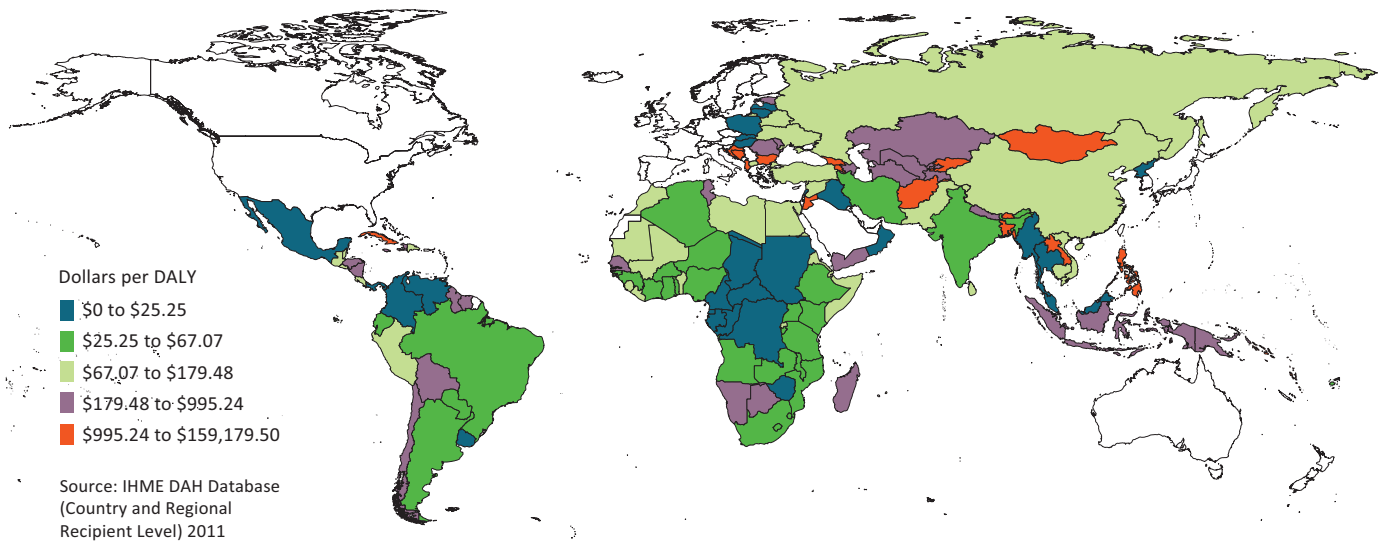 Dollars per DALY
$0 to $25.25
$25.25 to $67.07
$67.07 to $179.48
$179.48 to $995.24
$995.24 to $159,179.50
Source: IHME DAH Database
(Country and Regional
Recipient Level) 2011